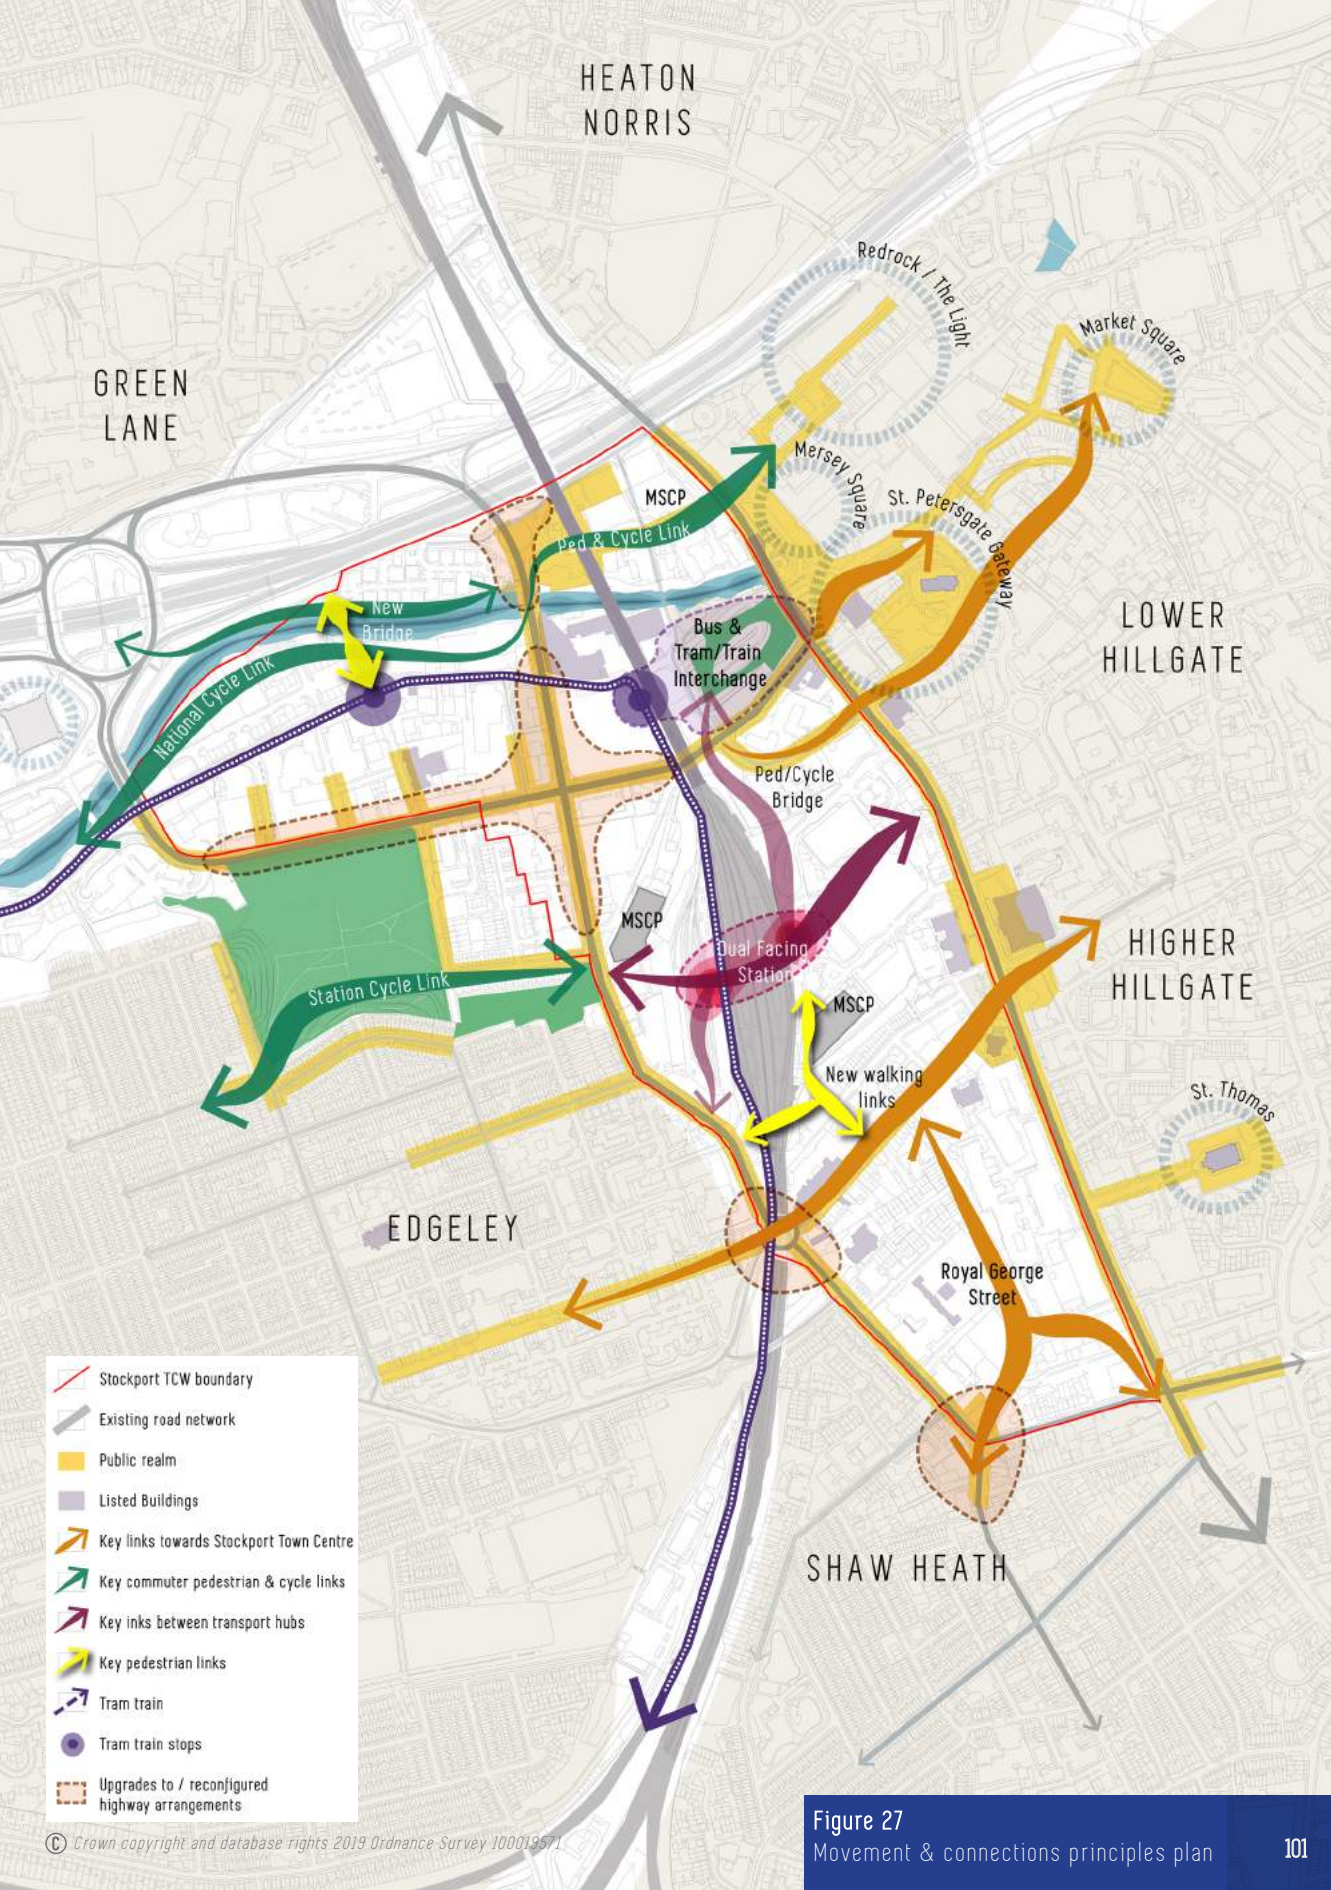 HEATON
NORRIS
Redrock / The Light
Market Square
GREEN
LANE
Mersey Square
MSCP
St. Petersgate Gateway
Ped & Cycle Link
New
Bridge
Bus &
Tram/Train
Interchange
LOWER
HILLGATE
National Cycle Link
Ped/Cycle
Bridge
MSCP
Dual Facing
Station
HIGHER
HILLGATE
Station Cycle Link
MSCP
New walking
links
St. Thomas
EDGELEY
Royal George
Street
Stockport TCW boundary
Existing road network
Public realm
Listed Buildings
Key links towards Stockport Town Centre
Key commuter pedestrian & cycle links
Key inks between transport hubs
Key pedestrian links
Tram train
Tram train stops
Upgrades to / reconfigured
highway arrangements
SHAW HEATH
© Crown copyright and database rights 2019 Ordnance Survey 100019571
Figure 27
Movement & connections principles plan
101